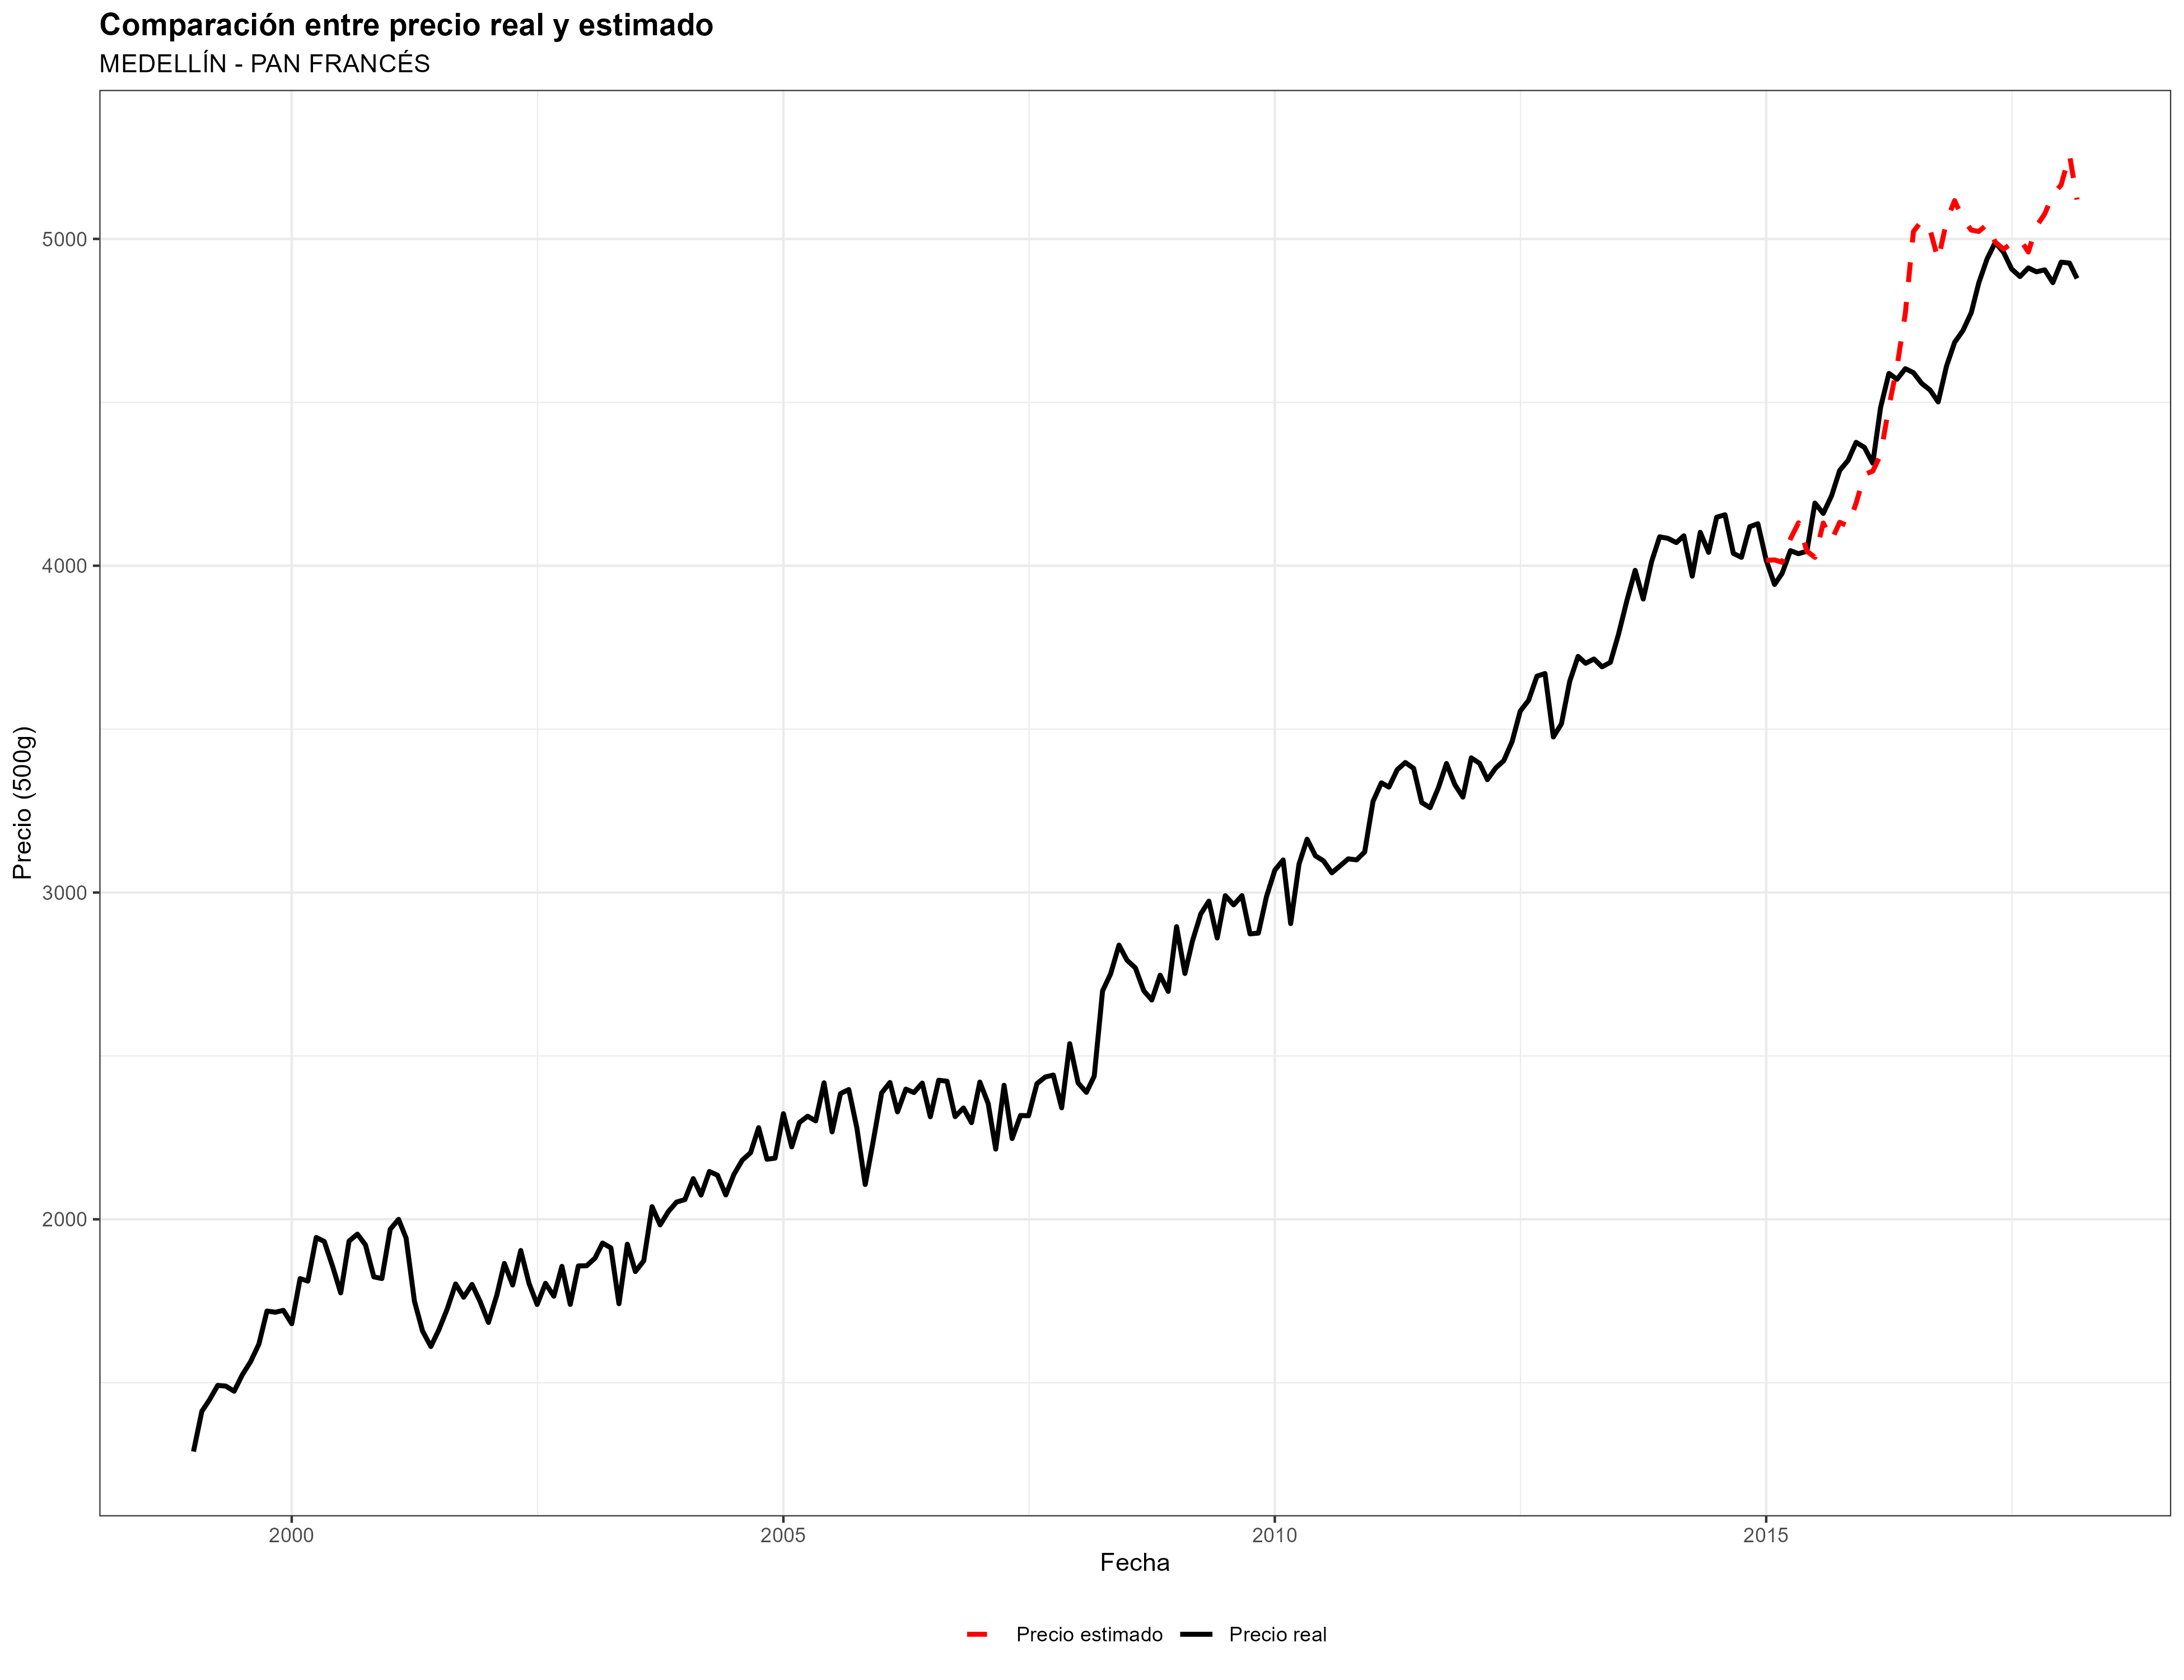 Comparación entre precio real y estimado
MEDELLÍN - PAN FRANCÉS
Precio (500g)
5000
4000
3000
2000
2000
2005
2010
2015
Fecha
Precio estimado
Precio real